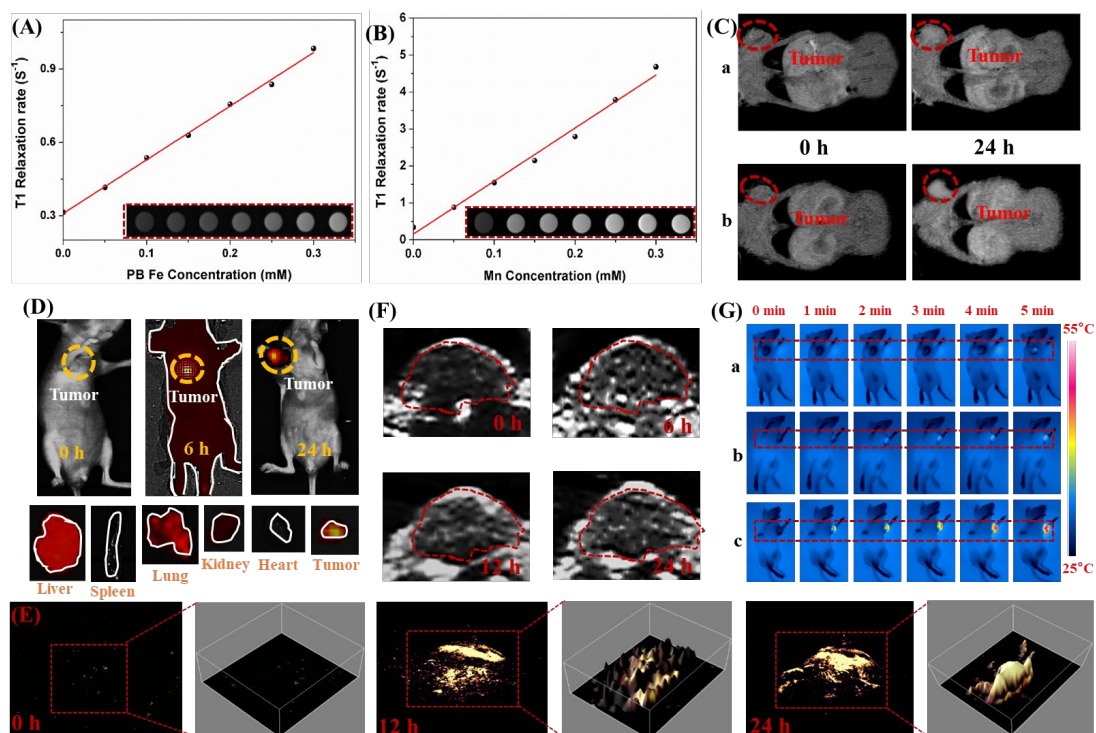 (A)
T1 Relaxation rate (S⁻¹)
0.9
0.6
0.3
0.0
0.1
0.2
0.3
PB Fe Concentration (mM)
(B)
T1 Relaxation rate (S⁻¹)
6
5
4
3
2
1
0
0.0
0.1
0.2
0.3
Mn Concentration (mM)
(C)
Tumor
Tumor
a
0 h
24 h
Tumor
Tumor
b
(D)
Tumor
Tumor
Tumor
0 h
6 h
24 h
Liver
Spleen
Lung
Kidney
Heart
Tumor
(F)
0 h
6 h
12 h
24 h
(G)
0 min
1 min
2 min
3 min
4 min
5 min
55°C
a
b
c
25°C
(E)
0 h
12 h
24 h